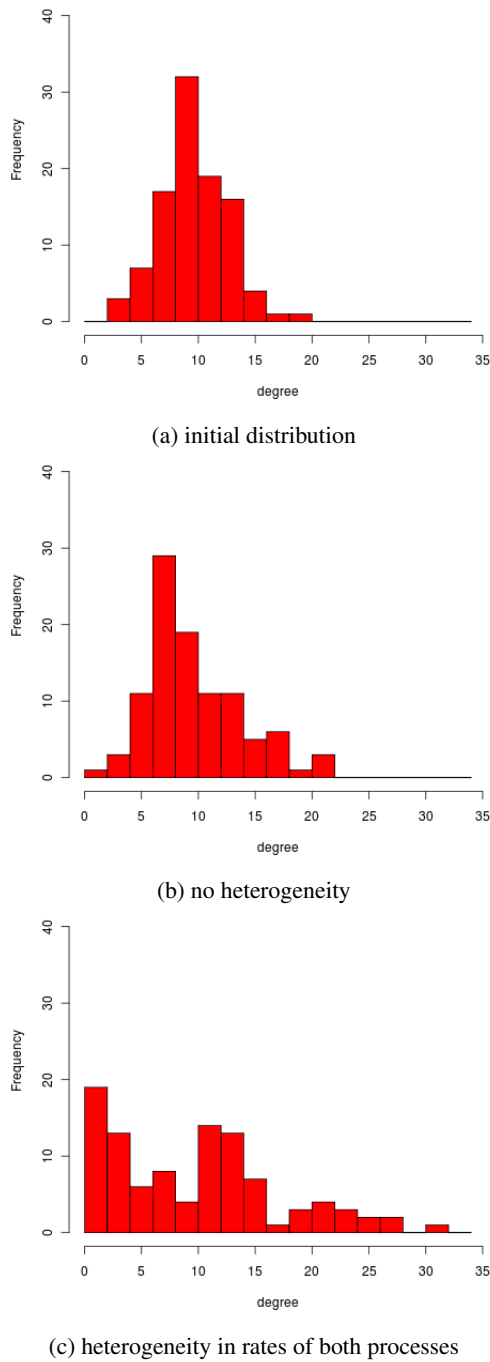 40
30
20
10
0
Frequency
0 5 10 15 20 25 30 35
degree
(a) initial distribution
40
30
20
10
0
Frequency
0 5 10 15 20 25 30 35
degree
(b) no heterogeneity
40
30
20
10
0
Frequency
0 5 10 15 20 25 30 35
degree
(c) heterogeneity in rates of both processes